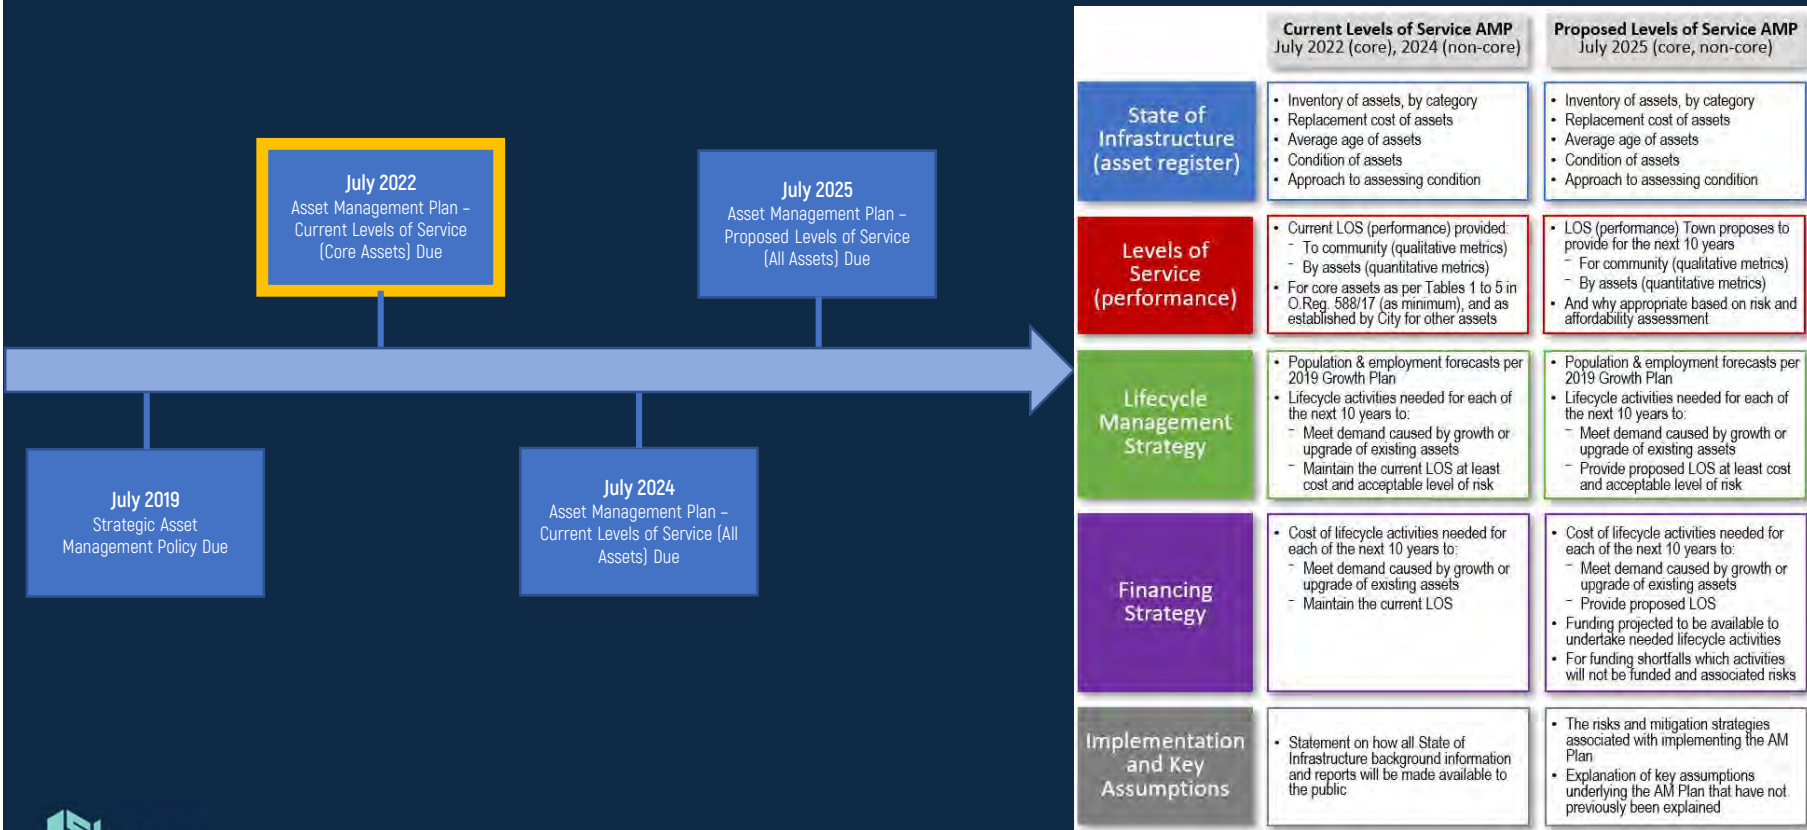 July 2022
Asset Management Plan –
Current Levels of Service
(Core Assets) Due
July 2025
Asset Management Plan –
Proposed Levels of Service
(All Assets) Due
July 2019
Strategic Asset
Management Policy Due
July 2024
Asset Management Plan –
Current Levels of Service (All
Assets) Due
Current Levels of Service AMP
July 2022 (core), 2024 (non-core)
Proposed Levels of Service AMP
July 2025 (core, non-core)
State of
Infrastructure
(asset register)
• Inventory of assets, by category
• Replacement cost of assets
• Average age of assets
• Condition of assets
• Approach to assessing condition
• Inventory of assets, by category
• Replacement cost of assets
• Average age of assets
• Condition of assets
• Approach to assessing condition
Levels of
Service
(performance)
• Current LOS (performance) provided:
– To community (qualitative metrics)
– By assets (quantitative metrics)
• For core assets as per Tables 1 to 5 in
O.Reg. 588/17 (as minimum), and as
established by City for other assets
• LOS (performance) Town proposes to
provide for the next 10 years
– For community (qualitative metrics)
– By assets (quantitative metrics)
• And why appropriate based on risk and
affordability assessment
Lifecycle
Management
Strategy
• Population & employment forecasts per
2019 Growth Plan
• Lifecycle activities needed for each of
the next 10 years to:
– Meet demand caused by growth or
upgrade of existing assets
– Maintain the current LOS at least
cost and acceptable level of risk
• Population & employment forecasts per
2019 Growth Plan
• Lifecycle activities needed for each of
the next 10 years to:
– Meet demand caused by growth or
upgrade of existing assets
– Provide proposed LOS at least cost
and acceptable level of risk
Financing
Strategy
• Cost of lifecycle activities needed for
each of the next 10 years to:
– Meet demand caused by growth or
upgrade of existing assets
– Maintain the current LOS
• Cost of lifecycle activities needed for
each of the next 10 years to:
– Meet demand caused by growth or
upgrade of existing assets
– Provide proposed LOS
• Funding projected to be available to
undertake needed lifecycle activities
• For funding shortfalls which activities
will not be funded and associated risks
Implementation
and Key
Assumptions
• Statement on how all State of
Infrastructure background information
and reports will be made available to
the public
• The risks and mitigation strategies
associated with implementing the AM
Plan
• Explanation of key assumptions
underlying the AM Plan that have not
previously been explained